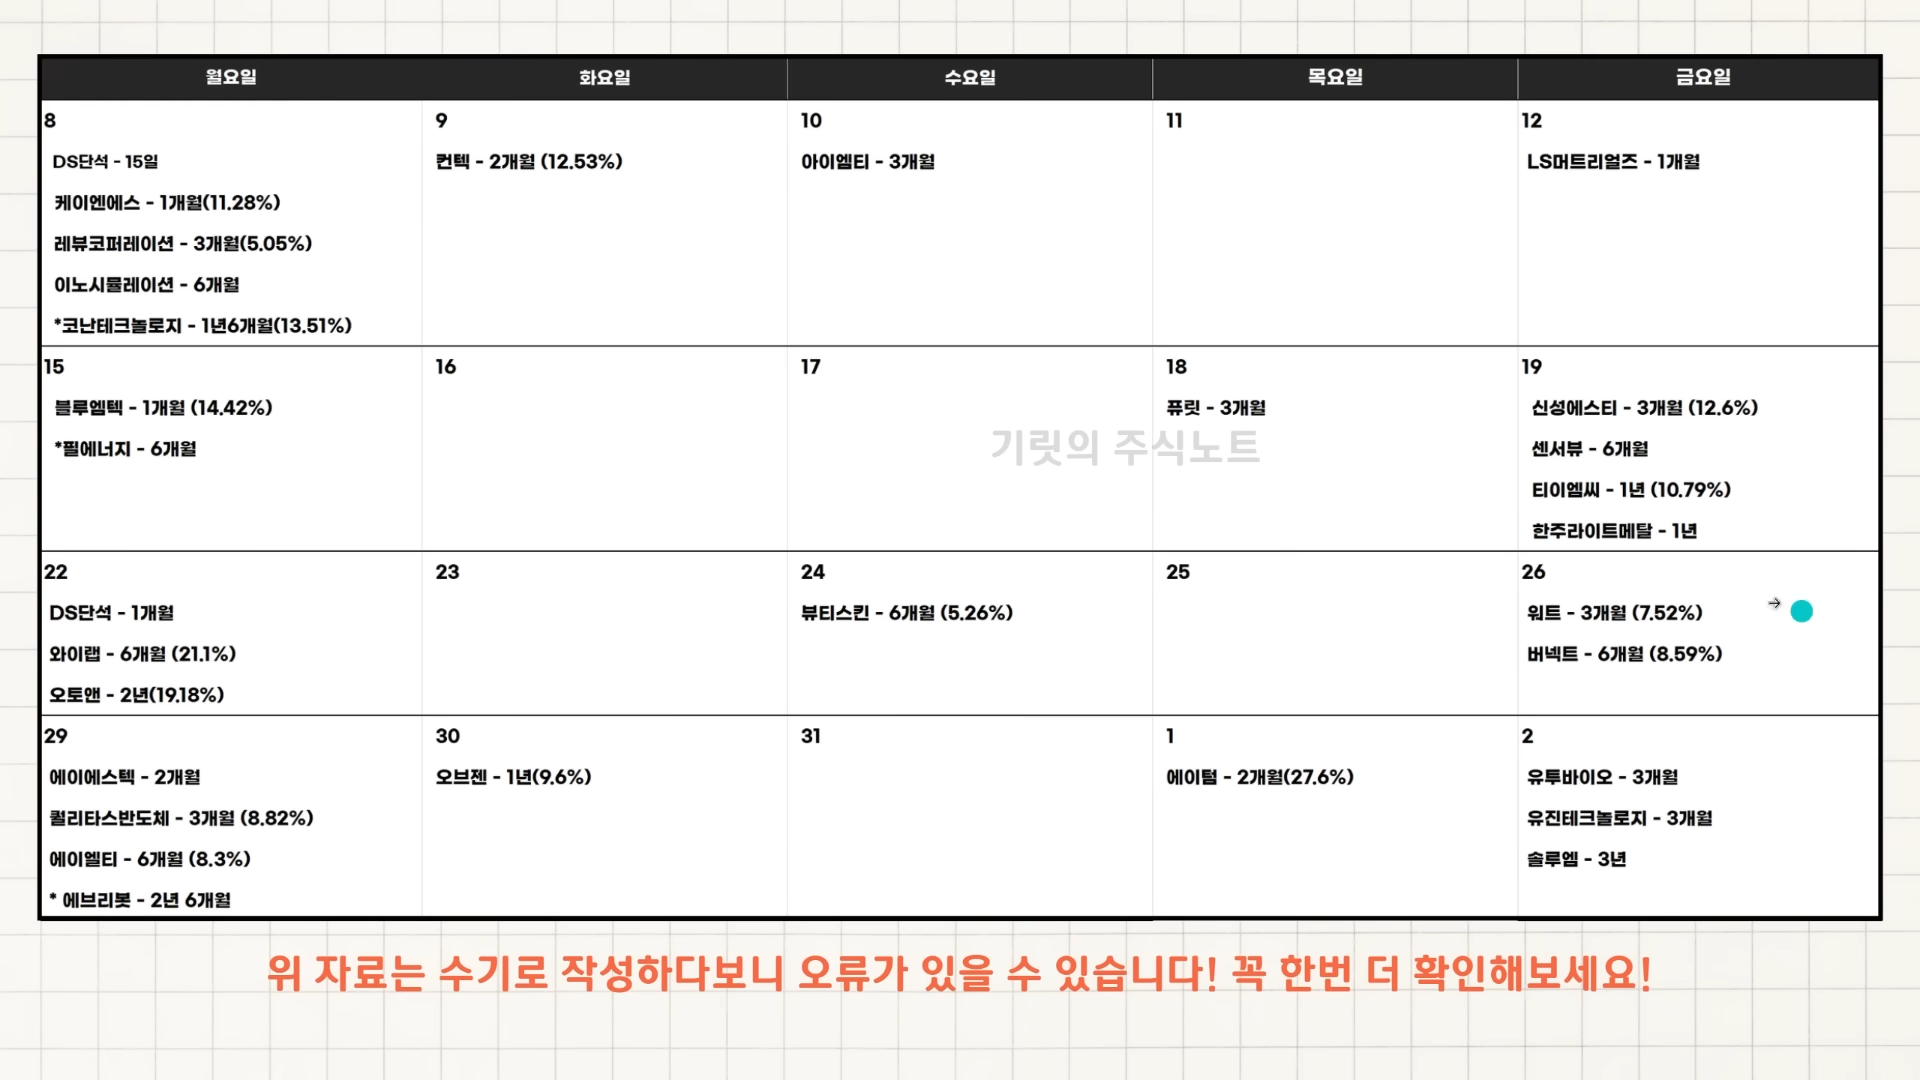 월요일
화요일
수요일
목요일
금요일
8
DS단석 - 15일
케이엔에스 - 1개월(11.28%)
레뷰코퍼레이션 - 3개월(5.05%)
이노시뮬레이션 - 6개월
*코난테크놀로지 - 1년6개월(13.51%)
9
컨텍 - 2개월 (12.53%)
10
아이엠티 - 3개월
11
12
LS머트리얼즈 - 1개월
15
블루엠텍 - 1개월 (14.42%)
*필에너지 - 6개월
16
17
18
퓨릿 - 3개월
19
신성에스티 - 3개월 (12.6%)
센서뷰 - 6개월
티이엠씨 - 1년 (10.79%)
한주라이트메탈 - 1년
기릿의 주식노트
22
DS단석 - 1개월
와이랩 - 6개월 (21.1%)
오토앤 - 2년(19.18%)
23
24
뷰티스킨 - 6개월 (5.26%)
25
26
워트 - 3개월 (7.52%)
버넥트 - 6개월 (8.59%)
29
에이에스텍 - 2개월
퀄리타스반도체 - 3개월 (8.82%)
에이엘티 - 6개월 (8.3%)
* 에브리봇 - 2년 6개월
30
오브젠 - 1년(9.6%)
31
1
에이텀 - 2개월(27.6%)
2
유투바이오 - 3개월
유진테크놀로지 - 3개월
솔루엠 - 3년
위 자료는 수기로 작성하다보니 오류가 있을 수 있습니다! 꼭 한번 더 확인해보세요!